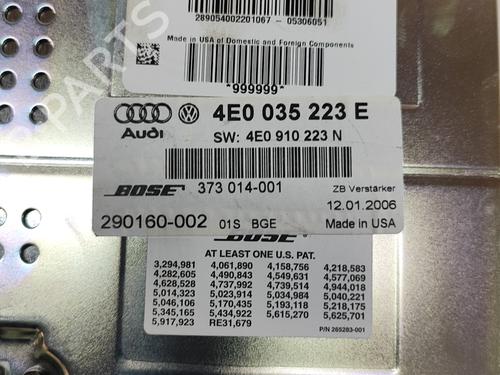 289054002201067 - 05306051
Made in USA of Domestic and Foreign Components
*999999*
Audi
4E0 035 223 E
SW: 4E0 910 223 N
BOSE 373 014-001
ZB Verstärker
12.01.2006
290160-002 01S BGE Made in USA
BOSE
AT LEAST ONE U.S. PAT.
3,294,981 4,061,890 4,158,756 4,218,583
4,282,605 4,490,843 4,549,631 4,577,069
4,628,528 4,737,992 4,739,514 4,944,018
5,014,323 5,023,914 5,034,984 5,040,221
5,046,106 5,170,435 5,193,118 5,218,175
5,345,165 5,434,922 5,615,270 5,625,701
5,917,923 RE31,679
P/N 265283-001